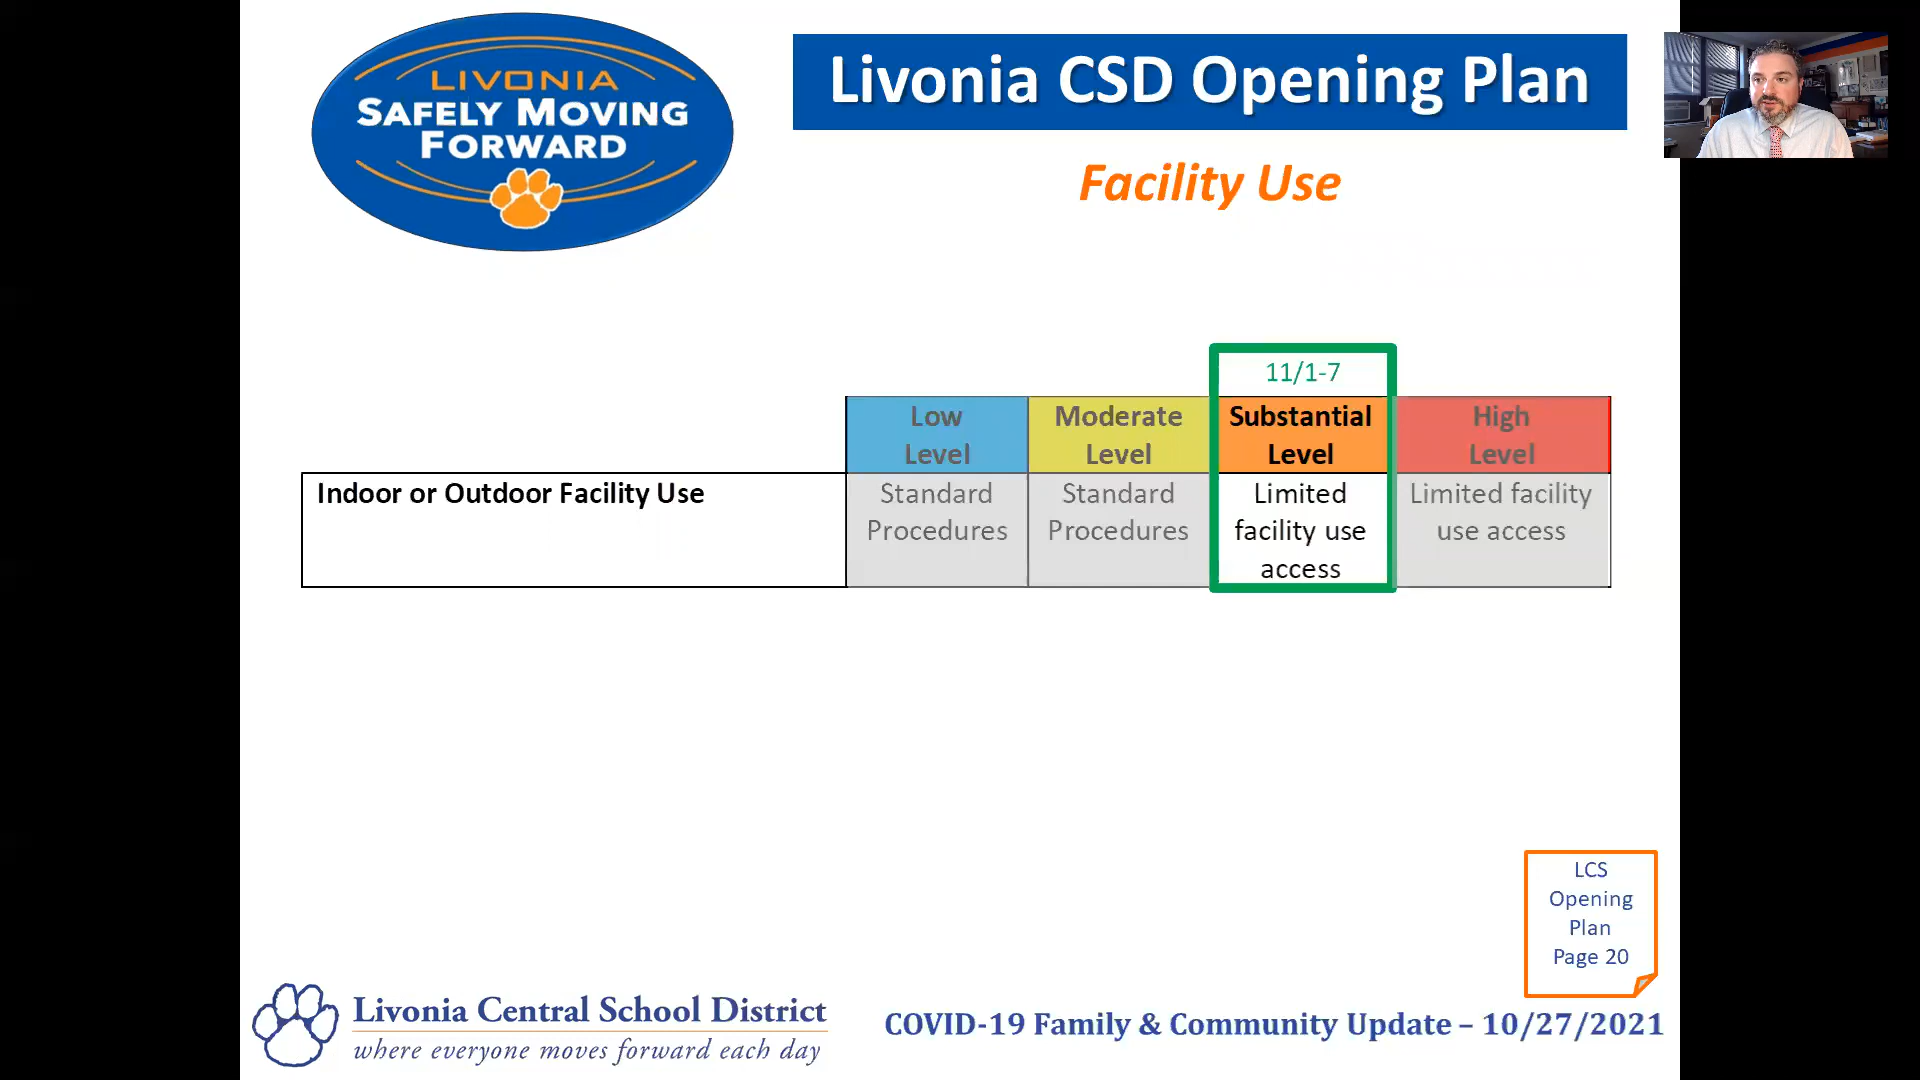 LIVONIA
SAFELY MOVING
FORWARD
Livonia CSD Opening Plan
Facility Use
11/1-7
Low
Level
Moderate
Level
Substantial
Level
High
Level
Indoor or Outdoor Facility Use
Standard
Procedures
Standard
Procedures
Limited
facility use
access
Limited facility
use access
LCS
Opening
Plan
Page 20
Livonia Central School District
where everyone moves forward each day
COVID-19 Family & Community Update – 10/27/2021